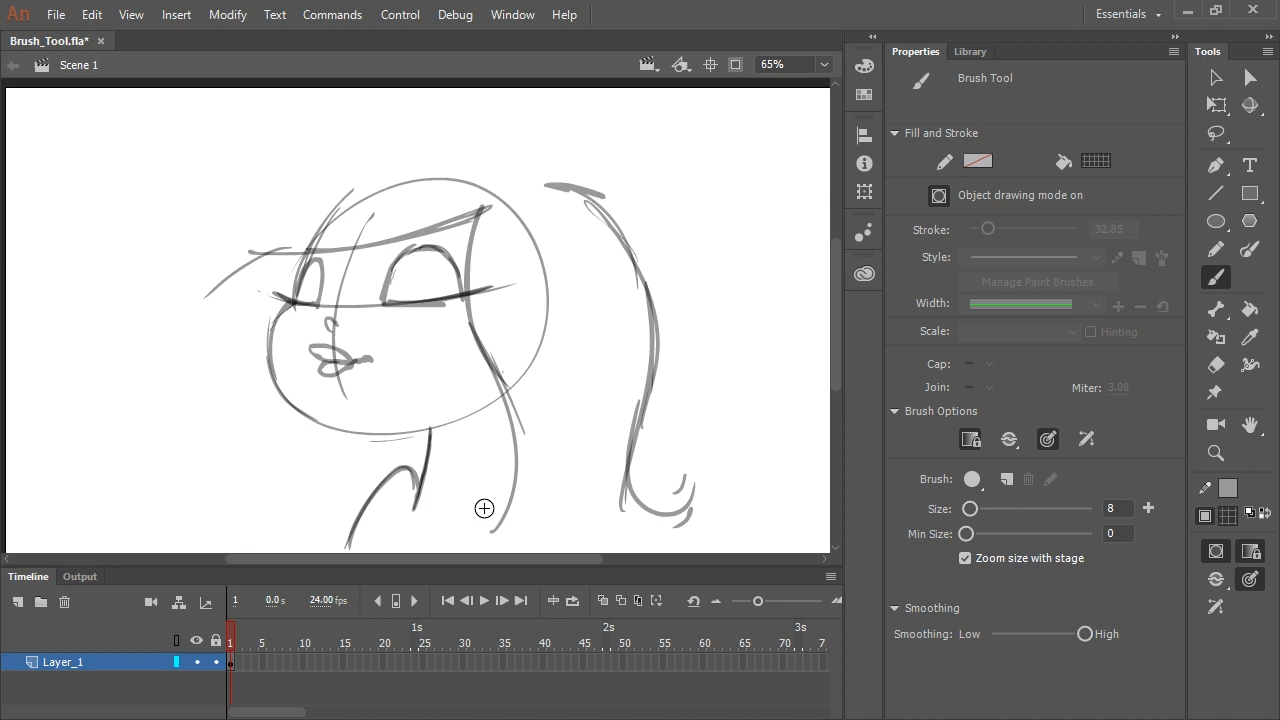 An File Edit View Insert Modify Text Commands Control Debug Window Help Essentials
Brush_Tool.fla*
Scene 1
65%
Properties Library
Brush Tool
Fill and Stroke
Object drawing mode on
Stroke: 32.85
Style:
Manage Paint Brushes
Width:
Scale: Hinting
Cap:
Join: Miter: 3.00
Brush Options
Brush:
Size: 8
Min Size: 0
Zoom size with stage
Smoothing
Smoothing: Low High
Tools
Timeline Output
1 0.0 s 24.00 fps
1s 2s 3s
1 5 10 15 20 25 30 35 40 45 50 55 60 65 70 7
Layer_1